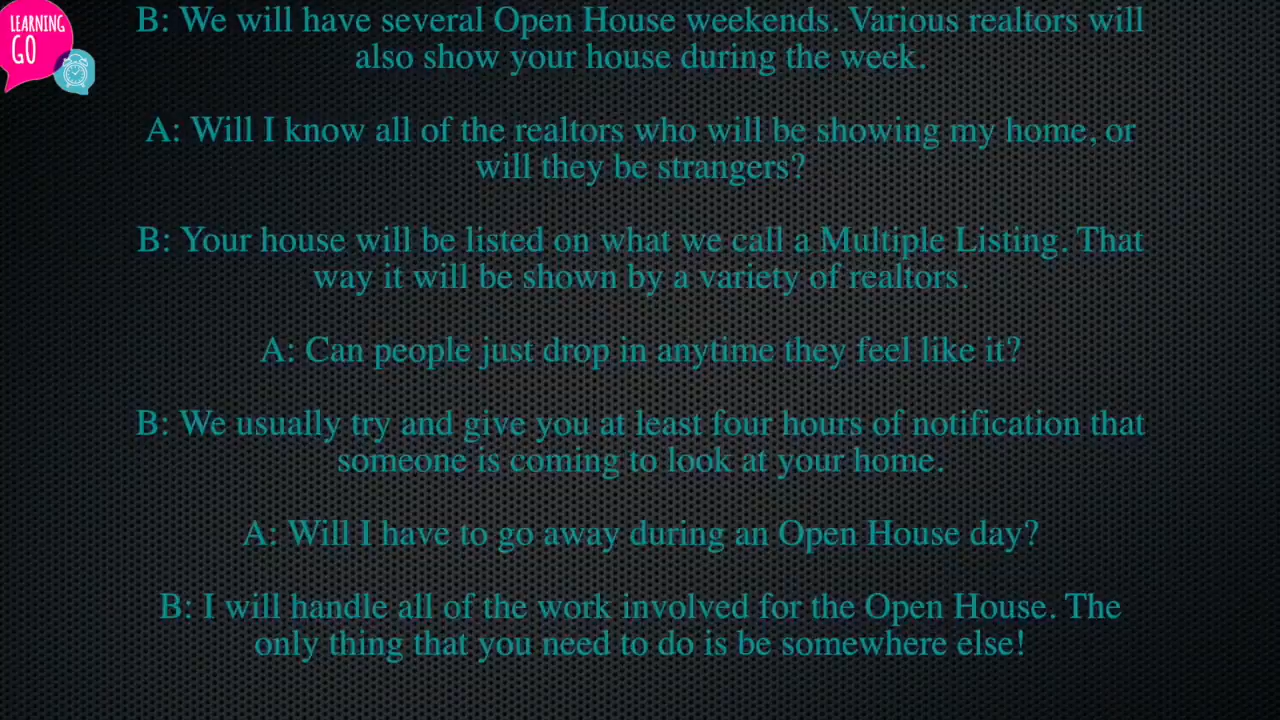 LEARNING
GO
B: We will have several Open House weekends. Various realtors will
also show your house during the week.
A: Will I know all of the realtors who will be showing my home, or
will they be strangers?
B: Your house will be listed on what we call a Multiple Listing. That
way it will be shown by a variety of realtors.
A: Can people just drop in anytime they feel like it?
B: We usually try and give you at least four hours of notification that
someone is coming to look at your home.
A: Will I have to go away during an Open House day?
B: I will handle all of the work involved for the Open House. The
only thing that you need to do is be somewhere else!